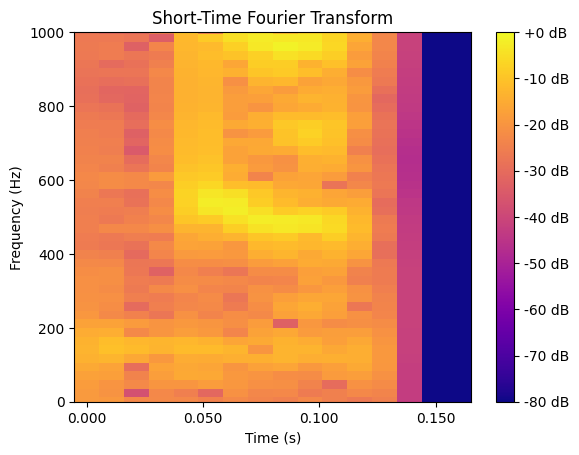 Short-Time Fourier Transform
Frequency (Hz)
1000
800
600
400
200
0
0.000
0.050
0.100
0.150
Time (s)
+0 dB
-10 dB
-20 dB
-30 dB
-40 dB
-50 dB
-60 dB
-70 dB
-80 dB